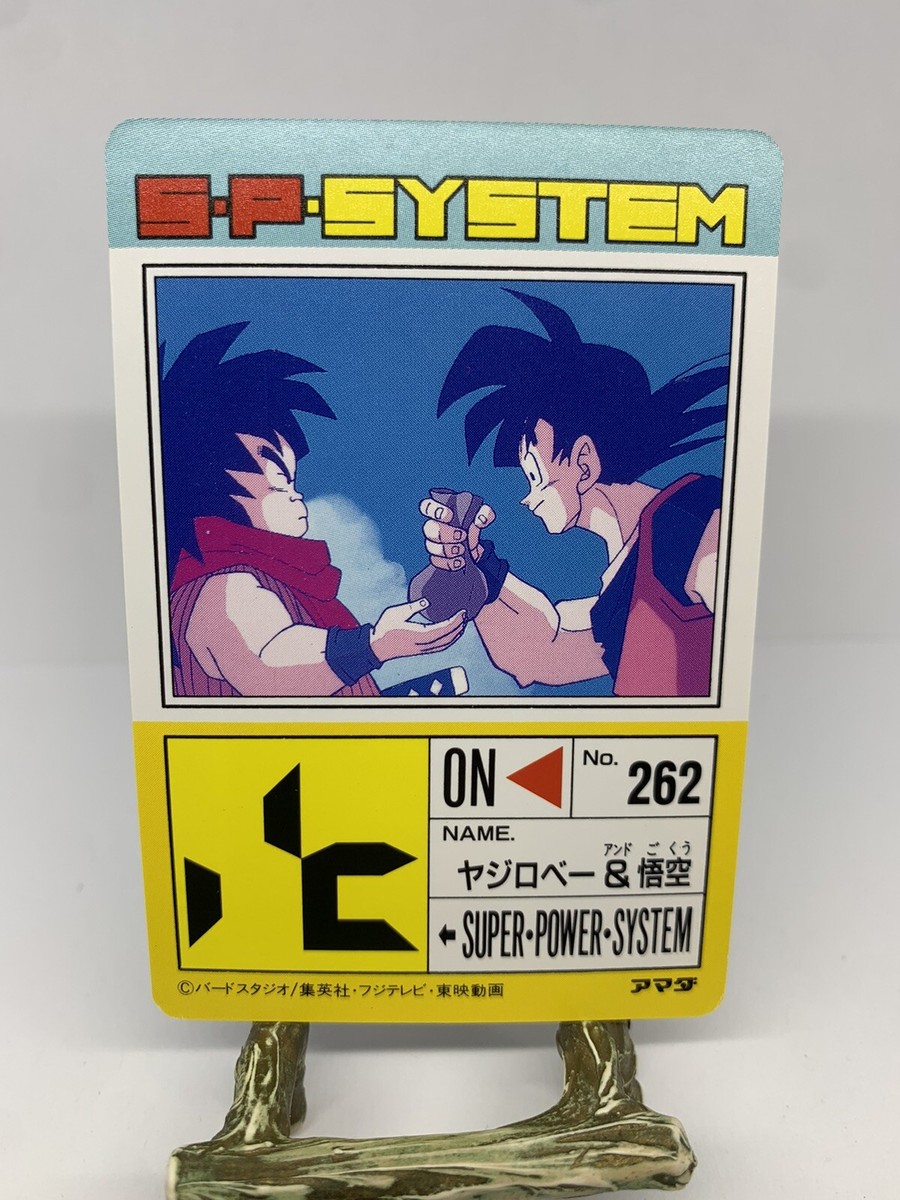 S·P·SYSTEM
ON
No. 262
NAME.
アンド ごくう
ヤジロベー & 悟空
←SUPER·POWER·SYSTEM
©バードスタジオ/集英社・フジテレビ・東映動画
アマダ